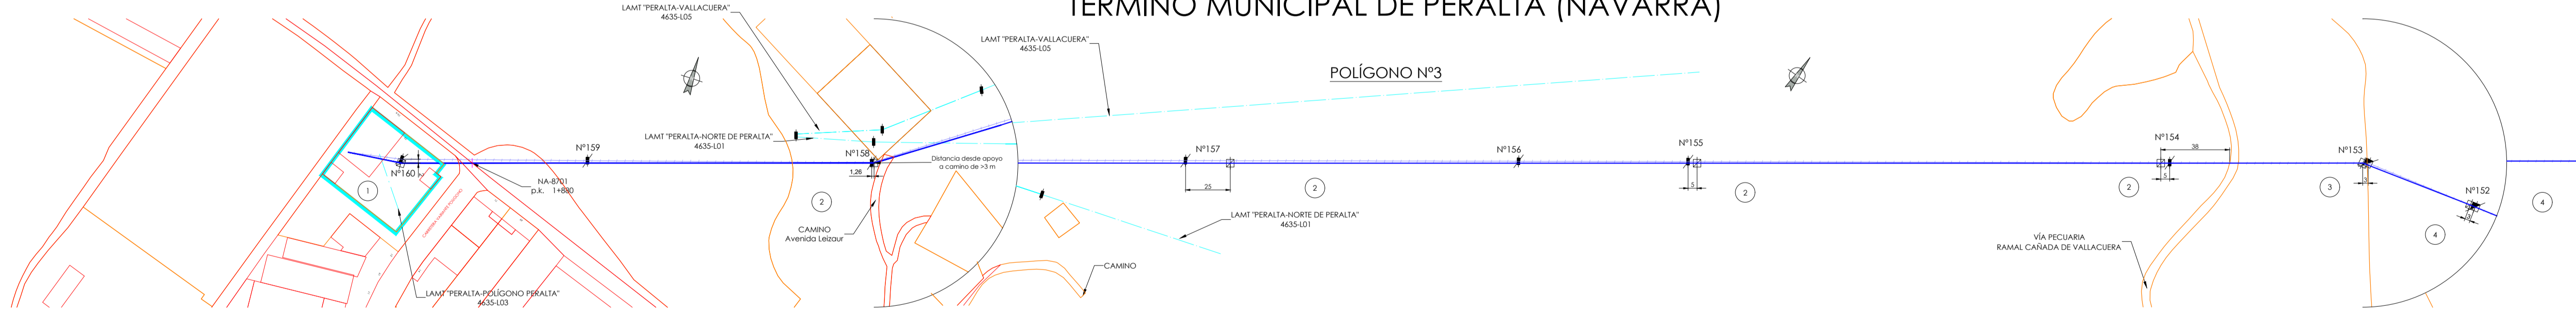 TÉRMINO MUNICIPAL DE PERALTA (NAVARRA)
LAMT "PERALTA-VALLACUERA"
4635-L05
LAMT "PERALTA-VALLACUERA"
4635-L05
POLÍGONO Nº3
LAMT "PERALTA-NORTE DE PERALTA"
4635-L01
Nº160
2
Nº159
Nº158
1,26
Distancia desde apoyo
a camino de >3 m
Nº157
25
Nº156
Nº155
5
Nº154
38
5
Nº153
3
Nº152
3
NA-8701
p.k. 1+880
1
2
2
2
2
3
4
4
CAMINO
Avenida Leizaur
LAMT "PERALTA-NORTE DE PERALTA"
4635-L01
VÍA PECUARIA
RAMAL CAÑADA DE VALLACUERA
CAMINO
LAMT "PERALTA-POLÍGONO PERALTA"
4635-L03